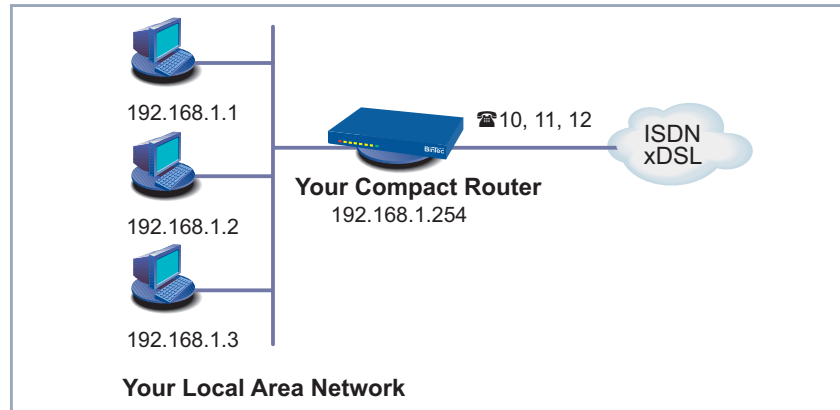 192.168.1.1
192.168.1.2
192.168.1.3
☎10, 11, 12
BinTec
ISDN
xDSL
Your Compact Router
192.168.1.254
Your Local Area Network